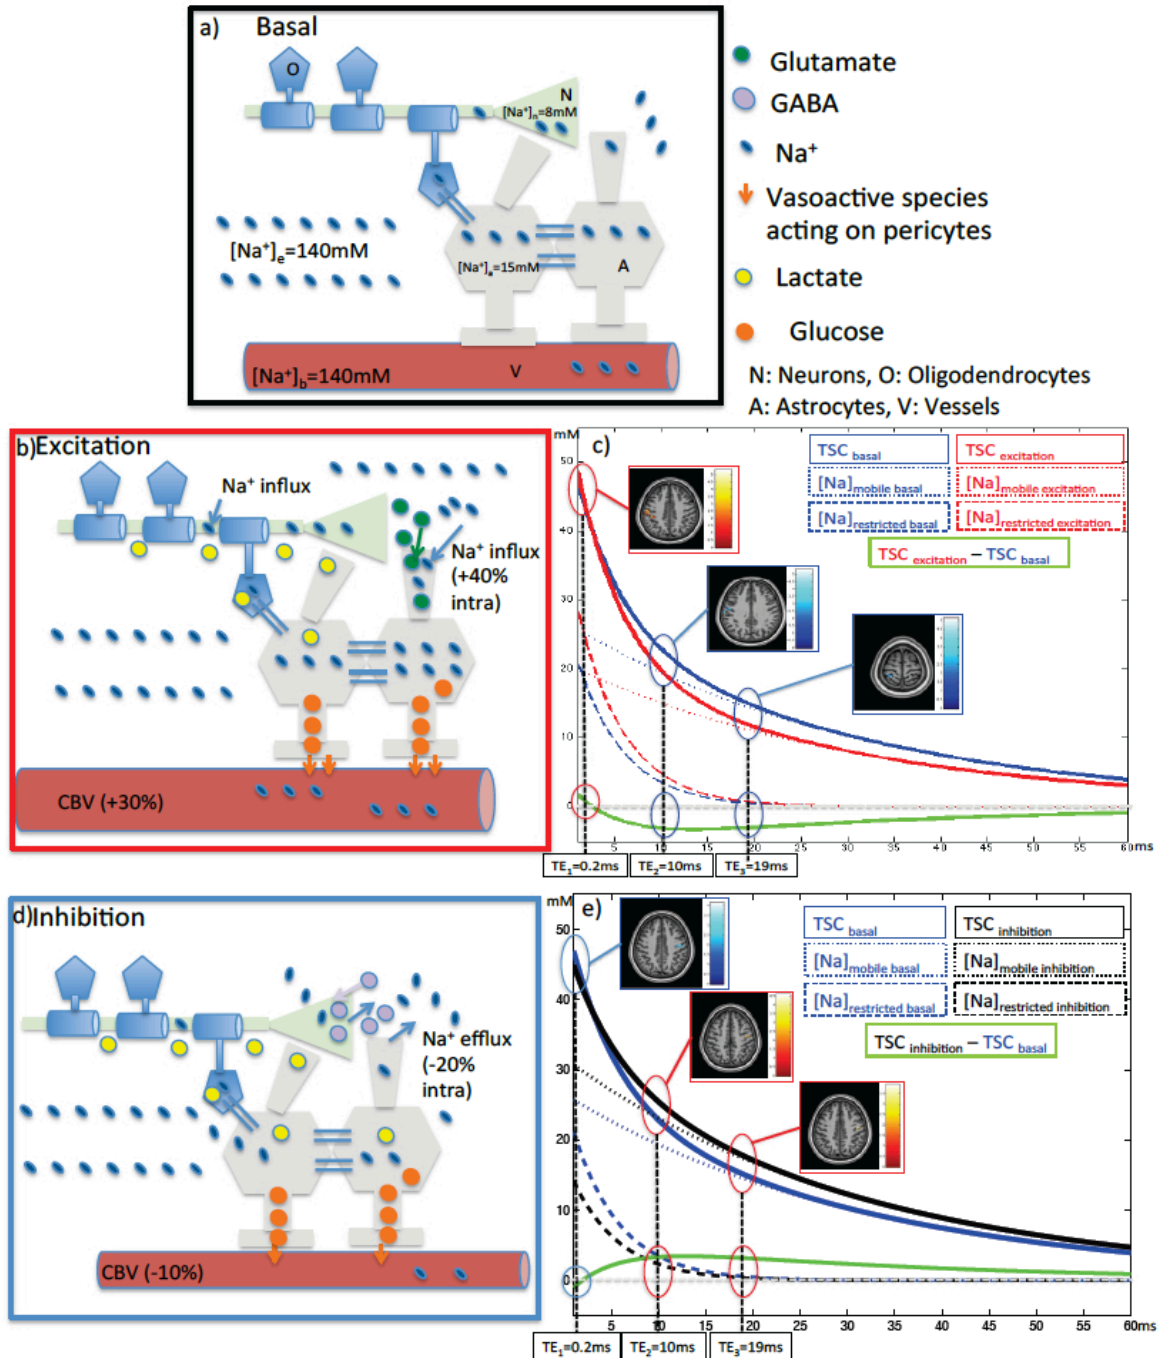 a) Basal
O
N
[Na⁺]n=8mM
[Na⁺]e=140mM
[Na⁺]a=15mM
A
[Na⁺]b=140mM
V
Glutamate
GABA
Na⁺
Vasoactive species
acting on pericytes
Lactate
Glucose
N: Neurons, O: Oligodendrocytes
A: Astrocytes, V: Vessels
b)Excitation
Na⁺ influx
Na⁺ influx
(+40%
intra)
CBV (+30%)
c)
mM
50
40
30
20
10
0
5
10
15
20
25
30
35
40
45
50
55
60ms
TSC basal
TSC excitation
[Na]mobile basal
[Na]mobile excitation
[Na]restricted basal
[Na]restricted excitation
TSC excitation – TSC basal
TE₁=0.2ms
TE₂=10ms
TE₃=19ms
d)Inhibition
Na⁺ efflux
(-20%
intra)
CBV (-10%)
e)
mM
50
40
30
20
10
0
5
10
15
20
25
30
35
40
45
50
55
60ms
TSC basal
TSC inhibition
[Na]mobile basal
[Na]mobile inhibition
[Na]restricted basal
[Na]restricted inhibition
TSC inhibition – TSC basal
TE₁=0.2ms
TE₂=10ms
TE₃=19ms